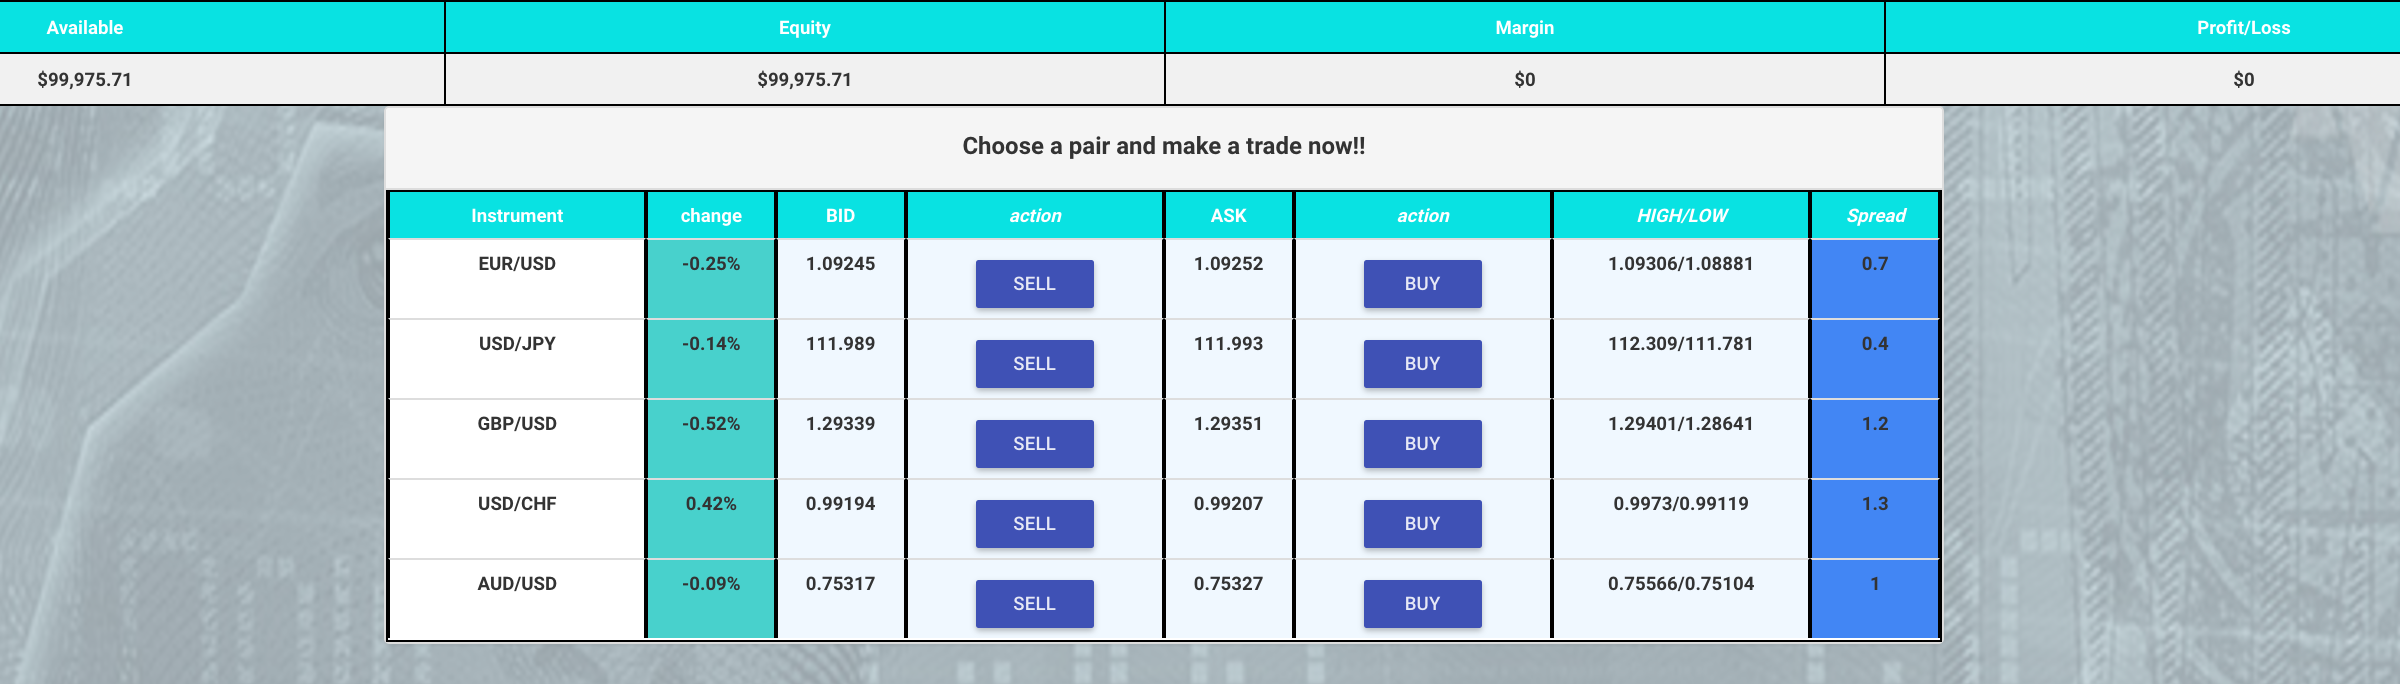 Available Equity Margin Profit/Loss
$99,975.71 $99,975.71 $0 $0
Choose a pair and make a trade now!!
Instrument change BID action ASK action HIGH/LOW Spread
EUR/USD -0.25% 1.09245 SELL 1.09252 BUY 1.09306/1.08881 0.7
USD/JPY -0.14% 111.989 SELL 111.993 BUY 112.309/111.781 0.4
GBP/USD -0.52% 1.29339 SELL 1.29351 BUY 1.29401/1.28641 1.2
USD/CHF 0.42% 0.99194 SELL 0.99207 BUY 0.9973/0.99119 1.3
AUD/USD -0.09% 0.75317 SELL 0.75327 BUY 0.75566/0.75104 1